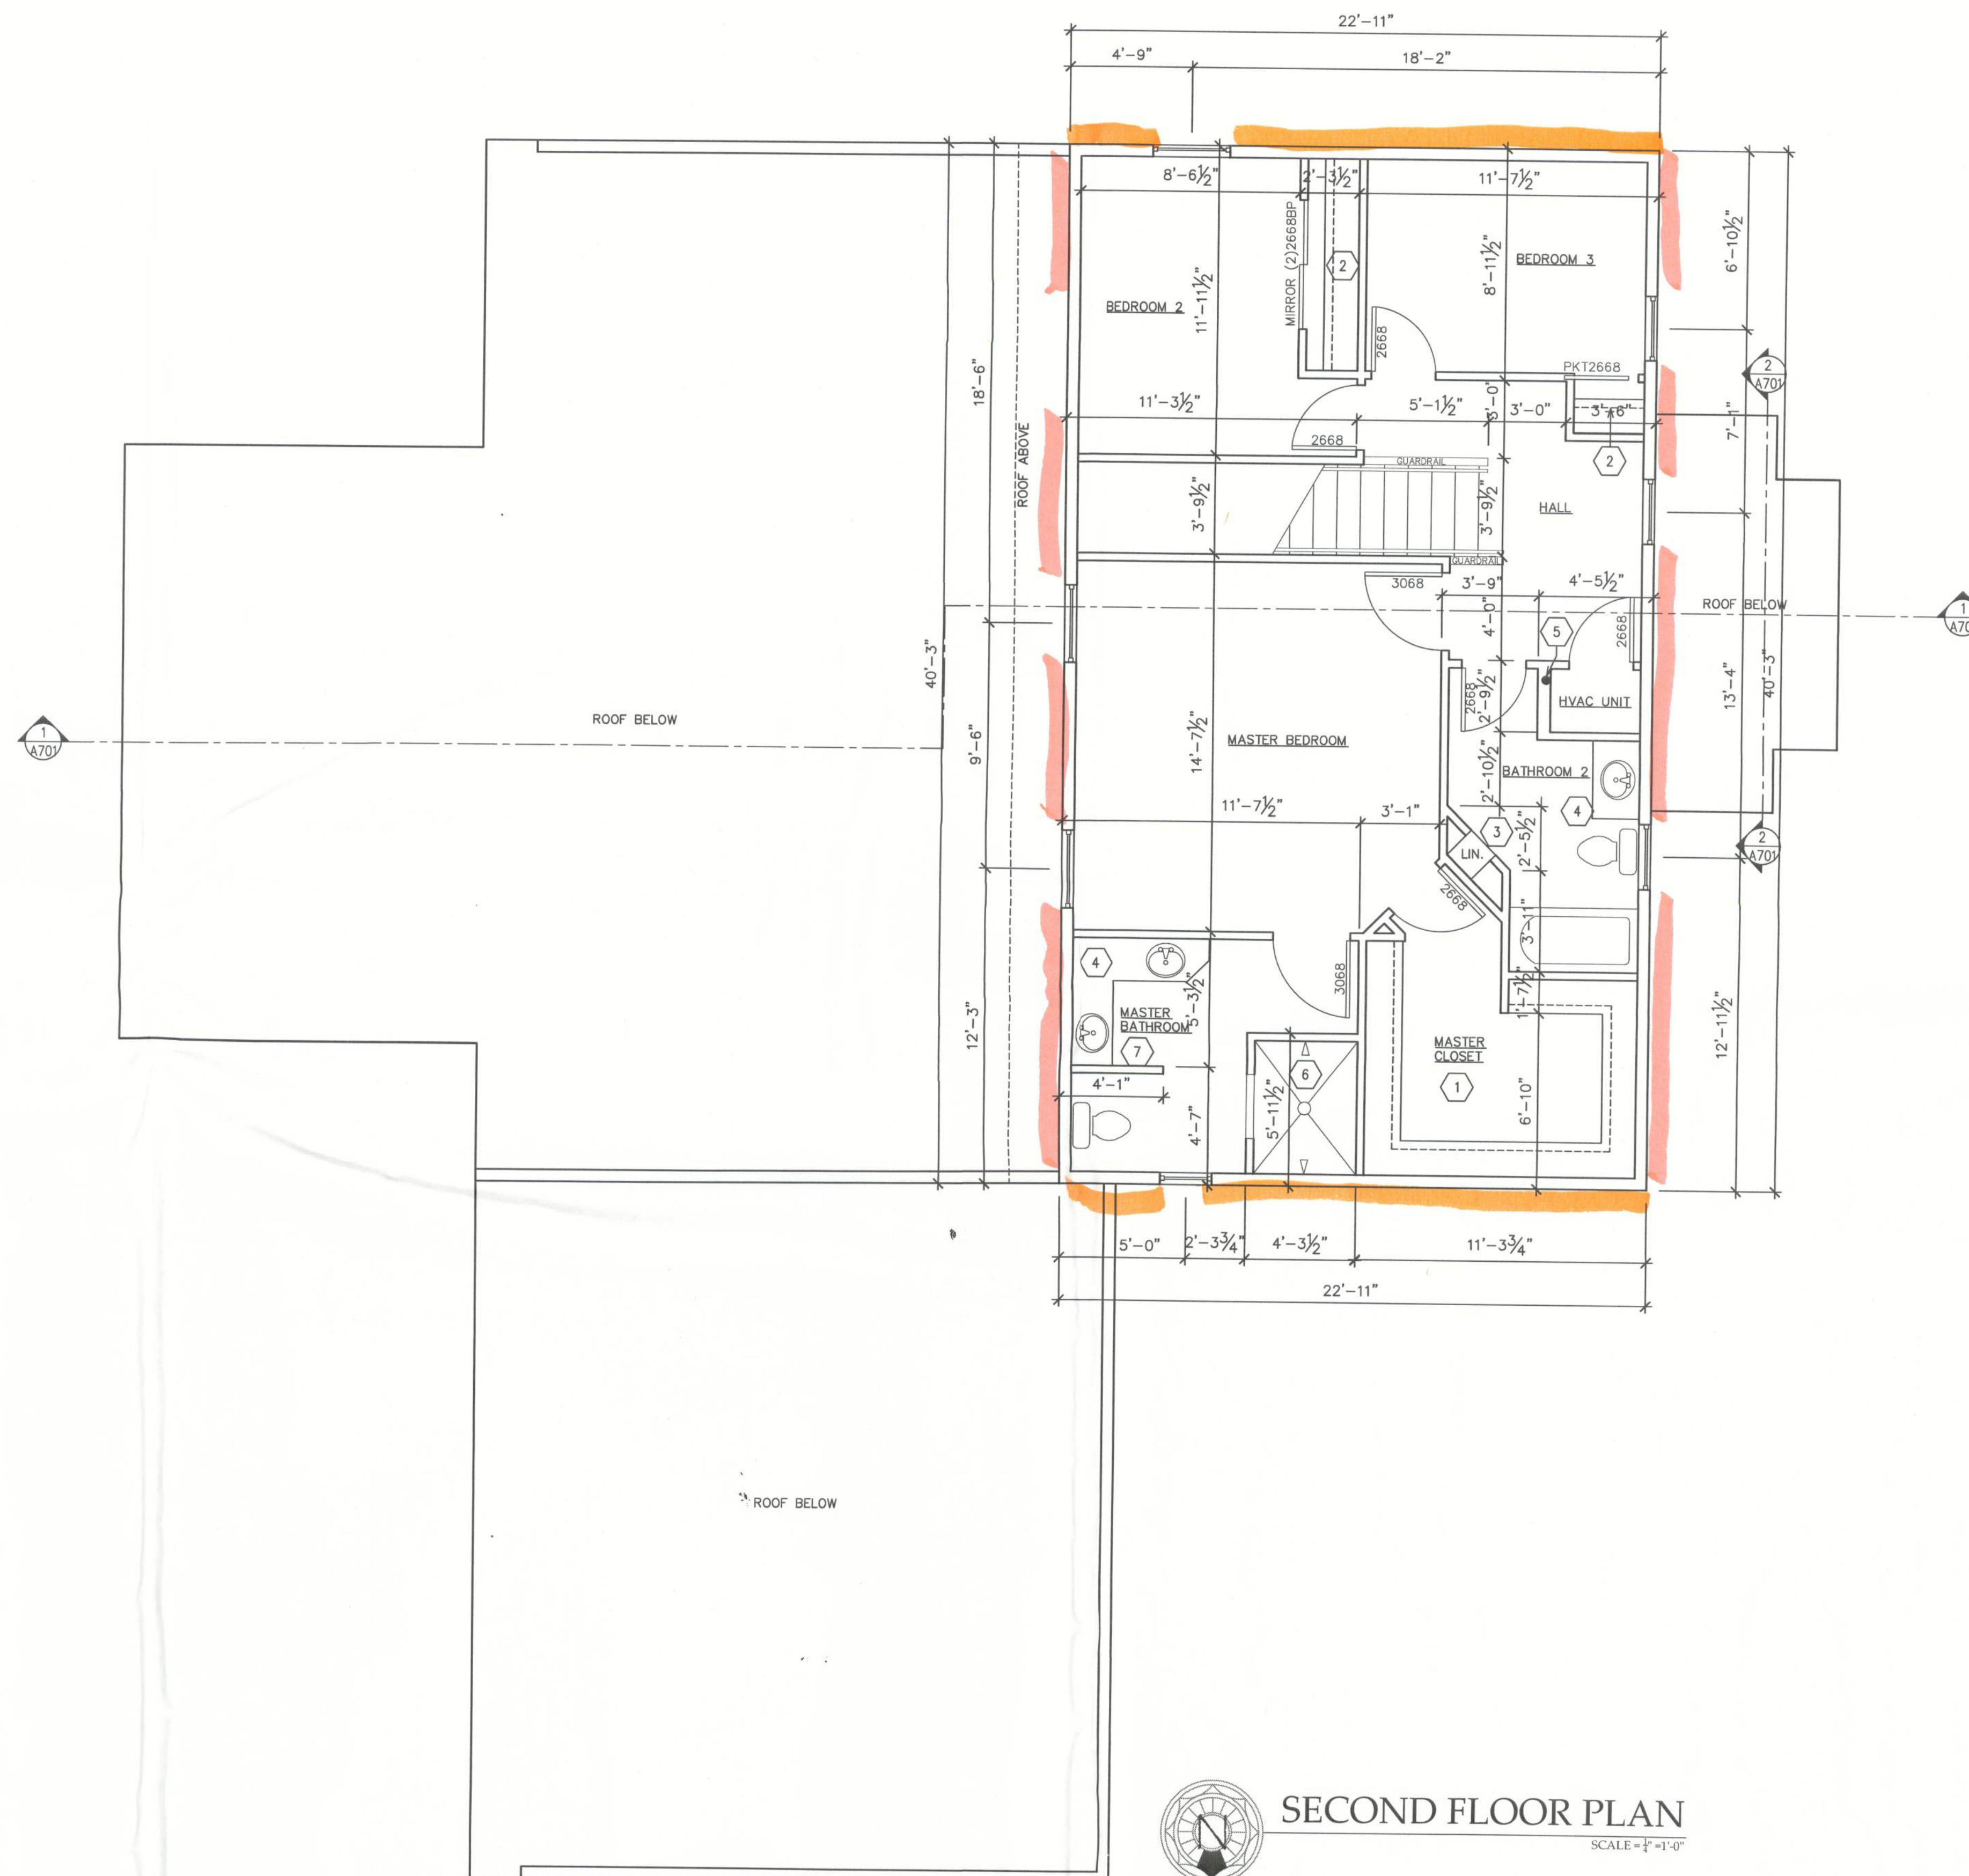 22'-11"
4'-9"
18'-2"
8'-6½"
2'-3½"
11'-7½"
MIRROR (2)2668BP
2
BEDROOM 3
8'-11½"
6'-10½"
BEDROOM 2
11'-11½"
2668
PKT2668
2
A701
18'-6"
11'-3½"
5'-1½"
3'-0"
3'-6"
7'-1"
ROOF ABOVE
2668
GUARDRAIL
2
3'-9½"
3'-9½"
HALL
GUARDRAIL
3068
3'-9"
4'-5½"
4'-0"
ROOF BELOW
1
5
2668
40'-3"
2668
2'-9½"
HVAC UNIT
13'-4"
40'-3"
1
A701
ROOF BELOW
9'-6"
14'-7½"
MASTER BEDROOM
2'-10½"
BATHROOM 2
4
11'-7½"
3'-1"
3
2'-5½"
LIN.
2
A701
2668
3'-11"
4
3068
5'-3½"
1'-7½"
12'-3"
MASTER
BATHROOM
7
6
MASTER
CLOSET
1
12'-11½"
4'-1"
5'-11½"
6'-10"
4'-7"
5'-0"
2'-3¾"
4'-3½"
11'-3¾"
22'-11"
ROOF BELOW
N
SECOND FLOOR PLAN
SCALE = ¼" =1'-0"